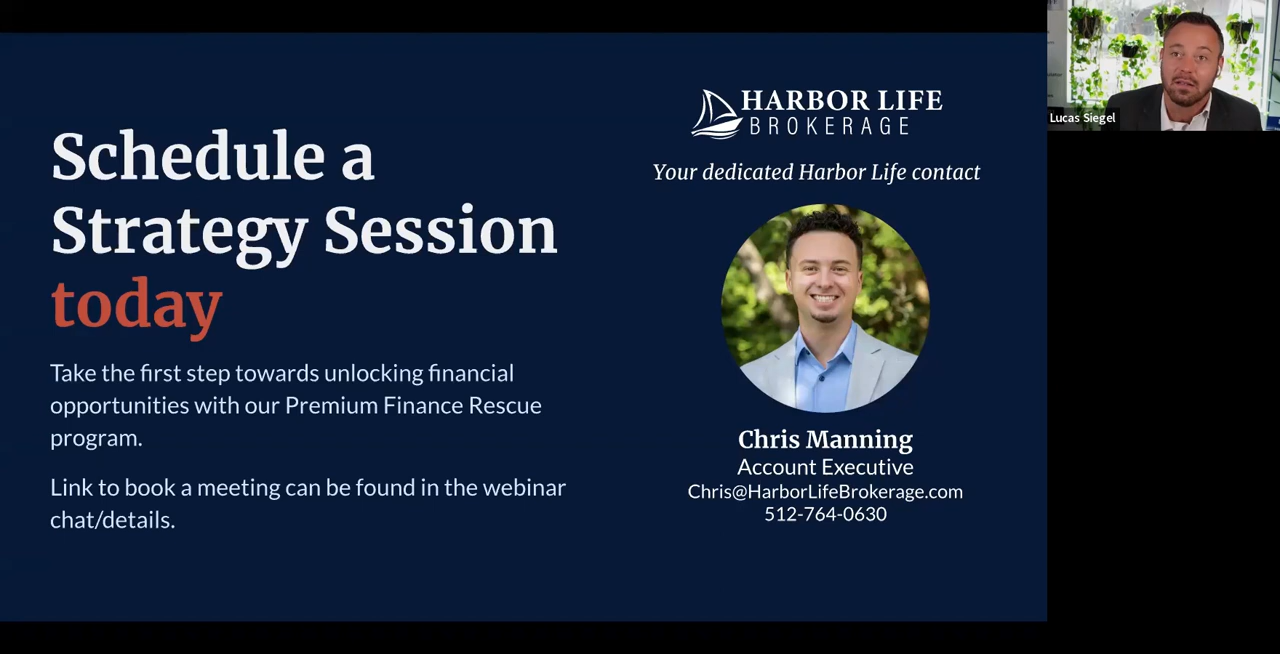 Schedule a
Strategy Session
today
Take the first step towards unlocking financial
opportunities with our Premium Finance Rescue
program.
Link to book a meeting can be found in the webinar
chat/details.
HARBOR LIFE
BROKERAGE
Your dedicated Harbor Life contact
Chris Manning
Account Executive
Chris@HarborLifeBrokerage.com
512-764-0630
Lucas Siegel